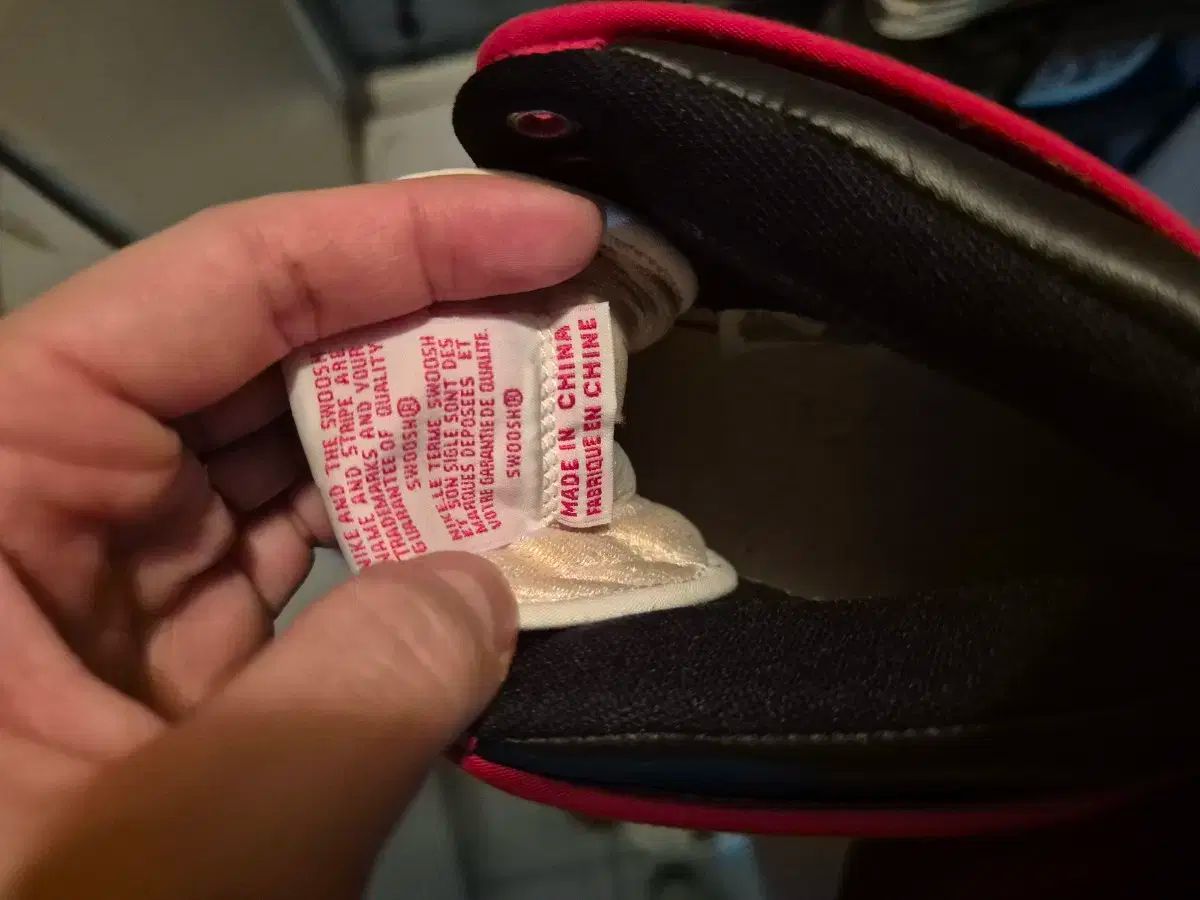 NIKE AND THE SWOOSH
NAME AND STRIPE ARE
TRADEMARKS AND YOUR
GUARANTEE OF QUALITY
SWOOSH®
NIKE LE TERME SWOOSH
ET SON SIGLE SONT DES
MARQUES DEPOSEES ET
VOTRE GARANTIE DE QUALITE.
SWOOSH®
MADE IN CHINA
FABRIQUE EN CHINE